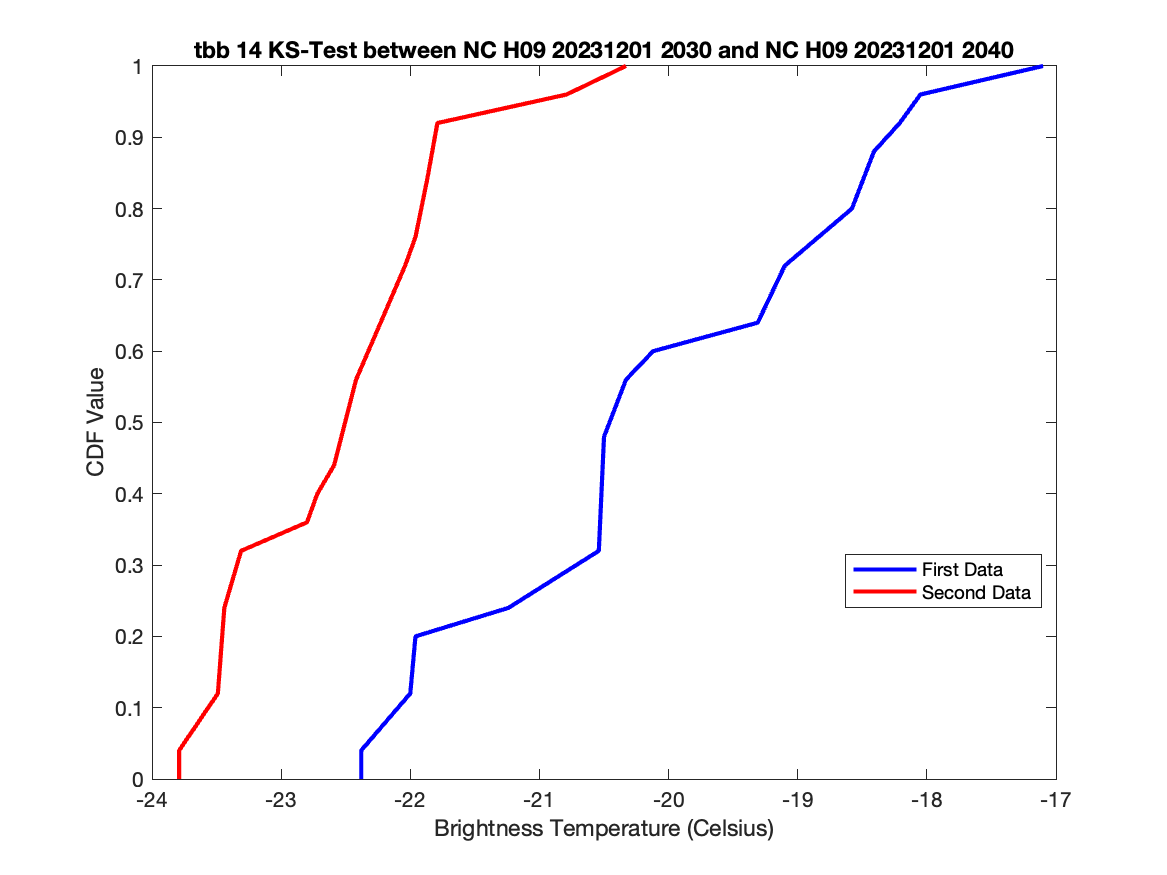 tbb 14 KS-Test between NC H09 20231201 2030 and NC H09 20231201 2040
1
0.9
0.8
0.7
0.6
0.5
0.4
0.3
0.2
0.1
0
CDF Value
First Data
Second Data
-24 -23 -22 -21 -20 -19 -18 -17
Brightness Temperature (Celsius)